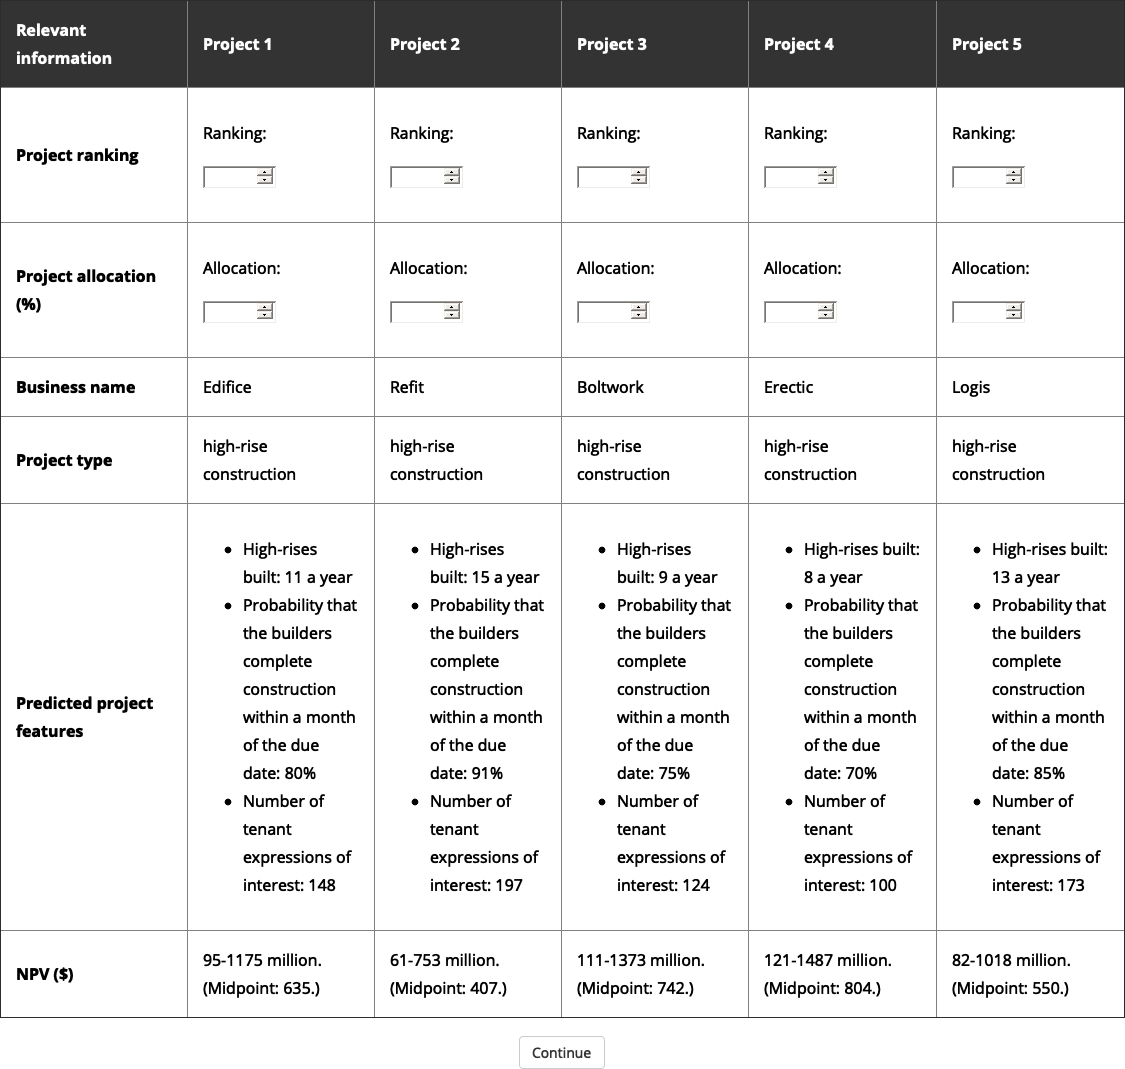 Relevant
information
Project 1
Project 2
Project 3
Project 4
Project 5
Project ranking
Ranking:
Ranking:
Ranking:
Ranking:
Ranking:
Project allocation
(%)
Allocation:
Allocation:
Allocation:
Allocation:
Allocation:
Business name
Edifice
Refit
Boltwork
Erectic
Logis
Project type
high-rise
construction
high-rise
construction
high-rise
construction
high-rise
construction
high-rise
construction
Predicted project
features
• High-rises
built: 11 a year
• Probability that
the builders
complete
construction
within a month
of the due
date: 80%
• Number of
tenant
expressions of
interest: 148
• High-rises
built: 15 a year
• Probability that
the builders
complete
construction
within a month
of the due
date: 91%
• Number of
tenant
expressions of
interest: 197
• High-rises
built: 9 a year
• Probability that
the builders
complete
construction
within a month
of the due
date: 75%
• Number of
tenant
expressions of
interest: 124
• High-rises built:
8 a year
• Probability that
the builders
complete
construction
within a month
of the due
date: 70%
• Number of
tenant
expressions of
interest: 100
• High-rises built:
13 a year
• Probability that
the builders
complete
construction
within a month
of the due
date: 85%
• Number of
tenant
expressions of
interest: 173
NPV ($)
95-1175 million.
(Midpoint: 635.)
61-753 million.
(Midpoint: 407.)
111-1373 million.
(Midpoint: 742.)
121-1487 million.
(Midpoint: 804.)
82-1018 million.
(Midpoint: 550.)
Continue